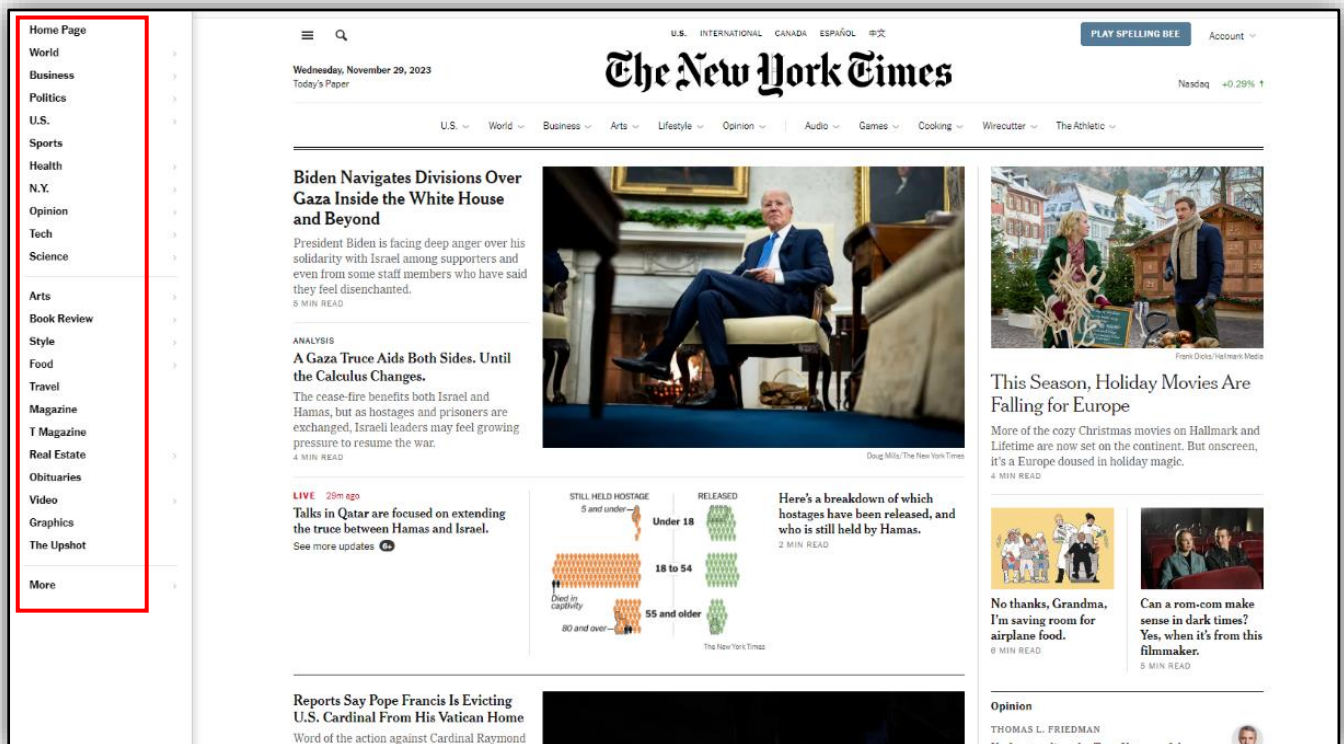 Home Page
World
Business
Politics
U.S.
Sports
Health
N.Y.
Opinion
Tech
Science
Arts
Book Review
Style
Food
Travel
Magazine
T Magazine
Real Estate
Obituaries
Video
Graphics
The Upshot
More
U.S. INTERNATIONAL CANADA ESPAÑOL 中文
PLAY SPELLING BEE
Account
Wednesday, November 29, 2023
Today's Paper
The New York Times
Nasdaq +0.29% ↑
U.S. World Business Arts Lifestyle Opinion Audio Games Cooking Wirecutter The Athletic
Biden Navigates Divisions Over
Gaza Inside the White House
and Beyond
President Biden is facing deep anger over his
solidarity with Israel among supporters and
even from some staff members who have said
they feel disenchanted.
5 MIN READ
ANALYSIS
A Gaza Truce Aids Both Sides. Until
the Calculus Changes.
The cease-fire benefits both Israel and
Hamas, but as hostages and prisoners are
exchanged, Israeli leaders may feel growing
pressure to resume the war.
4 MIN READ
Doug Mills/The New York Times
LIVE 29m ago
Talks in Qatar are focused on extending
the truce between Hamas and Israel.
See more updates 6+
STILL HELD HOSTAGE RELEASED
5 and under
Under 18
18 to 54
Died in
captivity
55 and older
80 and over
The New York Times
Here's a breakdown of which
hostages have been released, and
who is still held by Hamas.
2 MIN READ
Reports Say Pope Francis Is Evicting
U.S. Cardinal From His Vatican Home
Word of the action against Cardinal Raymond
Frank Dicks/Hallmark Media
This Season, Holiday Movies Are
Falling for Europe
More of the cozy Christmas movies on Hallmark and
Lifetime are now set on the continent. But onscreen,
it's a Europe doused in holiday magic.
4 MIN READ
No thanks, Grandma,
I'm saving room for
airplane food.
6 MIN READ
Can a rom-com make
sense in dark times?
Yes, when it's from this
filmmaker.
5 MIN READ
Opinion
THOMAS L. FRIEDMAN